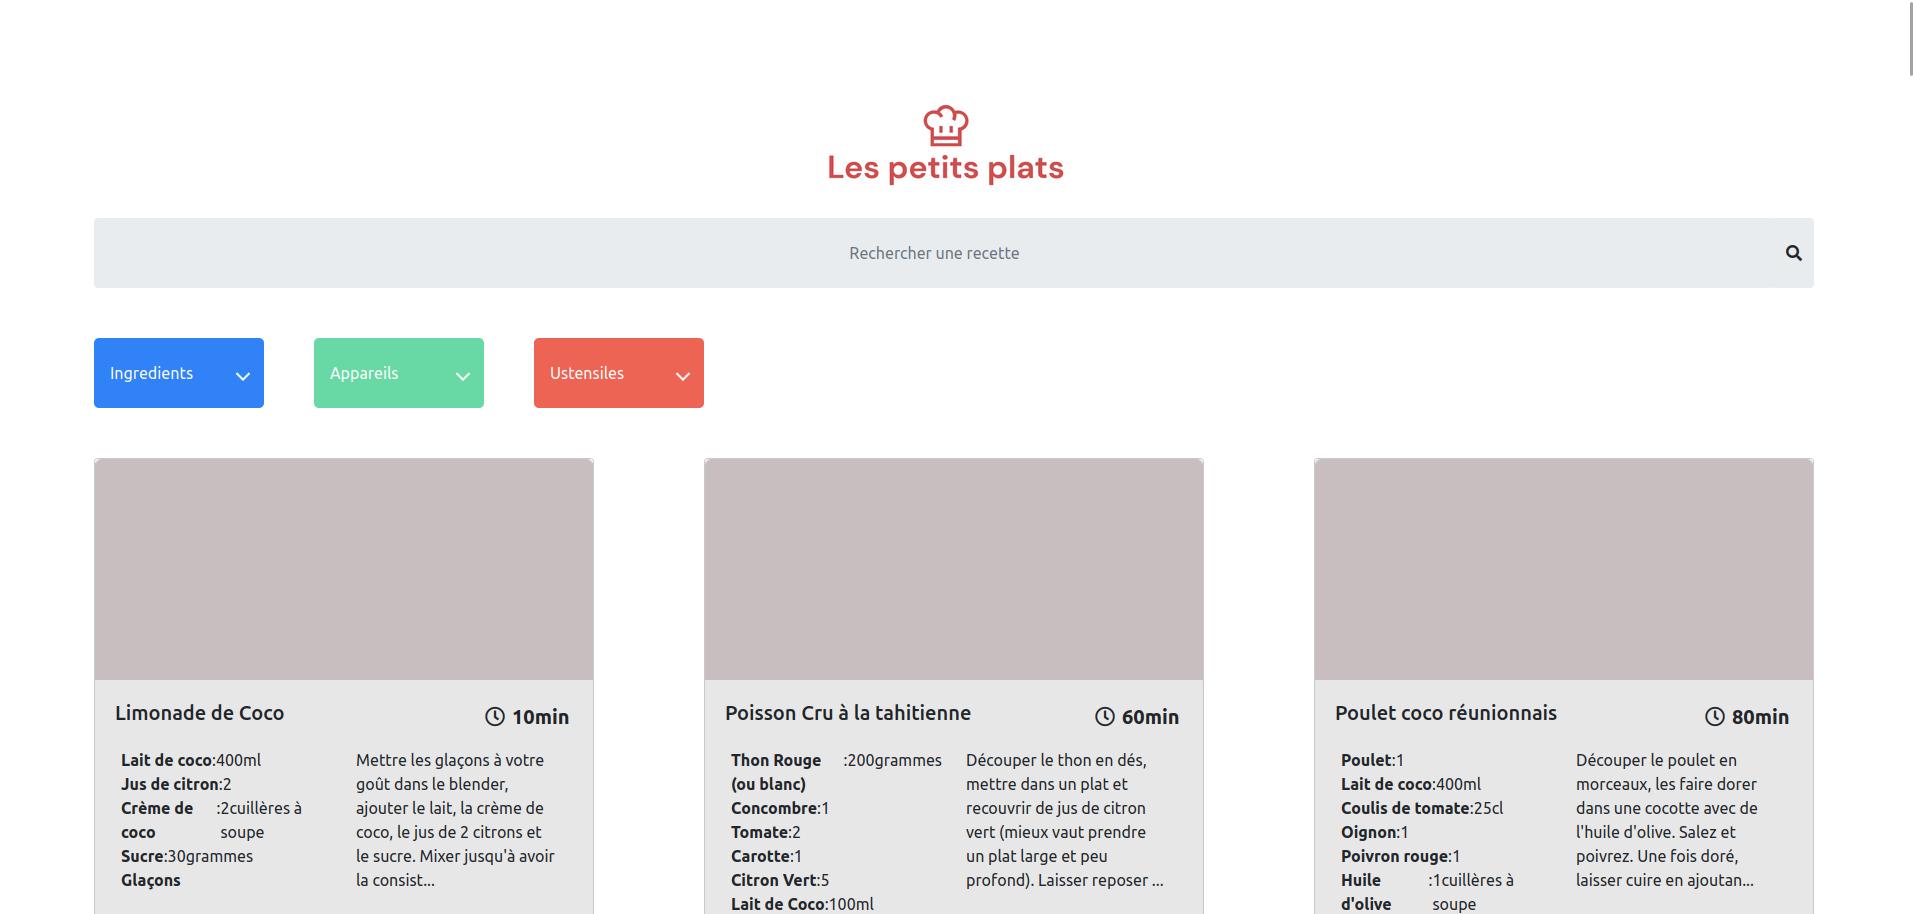 Les petits plats
Rechercher une recette
Ingredients
Appareils
Ustensiles
Limonade de Coco
10min
Lait de coco:400ml
Jus de citron:2
Crème de :2cuillères à
coco soupe
Sucre:30grammes
Glaçons
Mettre les glaçons à votre
goût dans le blender,
ajouter le lait, la crème de
coco, le jus de 2 citrons et
le sucre. Mixer jusqu'à avoir
la consist...
Poisson Cru à la tahitienne
60min
Thon Rouge :200grammes
(ou blanc)
Concombre:1
Tomate:2
Carotte:1
Citron Vert:5
Lait de Coco:100ml
Découper le thon en dés,
mettre dans un plat et
recouvrir de jus de citron
vert (mieux vaut prendre
un plat large et peu
profond). Laisser reposer ...
Poulet coco réunionnais
80min
Poulet:1
Lait de coco:400ml
Coulis de tomate:25cl
Oignon:1
Poivron rouge:1
Huile :1cuillères à
d'olive soupe
Découper le poulet en
morceaux, les faire dorer
dans une cocotte avec de
l'huile d'olive. Salez et
poivrez. Une fois doré,
laisser cuire en ajoutan...